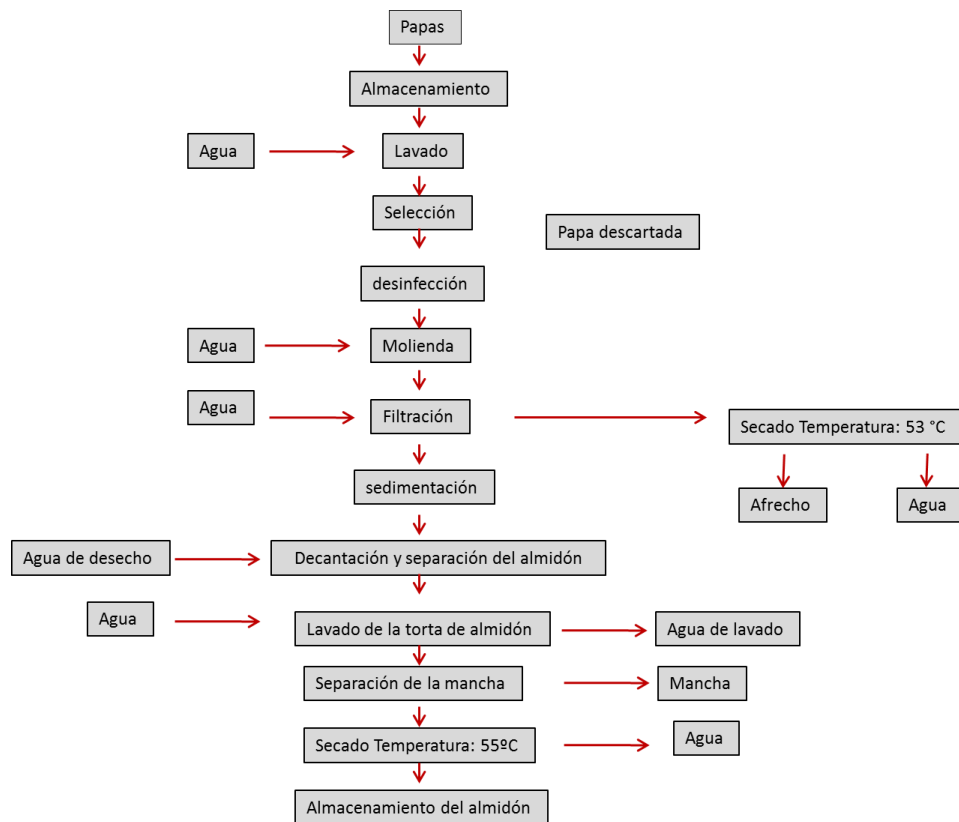 Papas
Almacenamiento
Agua
Lavado
Selección
Papa descartada
desinfección
Agua
Molienda
Agua
Filtración
Secado Temperatura: 53 °C
sedimentación
Afrecho
Agua
Agua de desecho
Decantación y separación del almidón
Agua
Lavado de la torta de almidón
Agua de lavado
Separación de la mancha
Mancha
Secado Temperatura: 55ºC
Agua
Almacenamiento del almidón